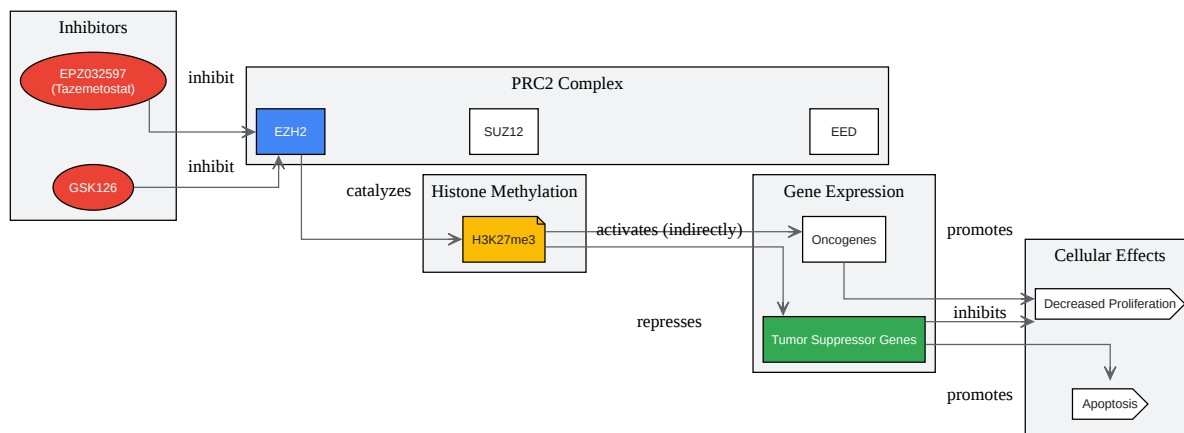 Inhibitors
EPZ032597
(Tazemetostat)
GSK126
inhibit
inhibit
PRC2 Complex
EZH2
SUZ12
EED
catalyzes
Histone Methylation
H3K27me3
activates (indirectly)
represses
Gene Expression
Oncogenes
Tumor Suppressor Genes
promotes
inhibits
promotes
Cellular Effects
Decreased Proliferation
Apoptosis